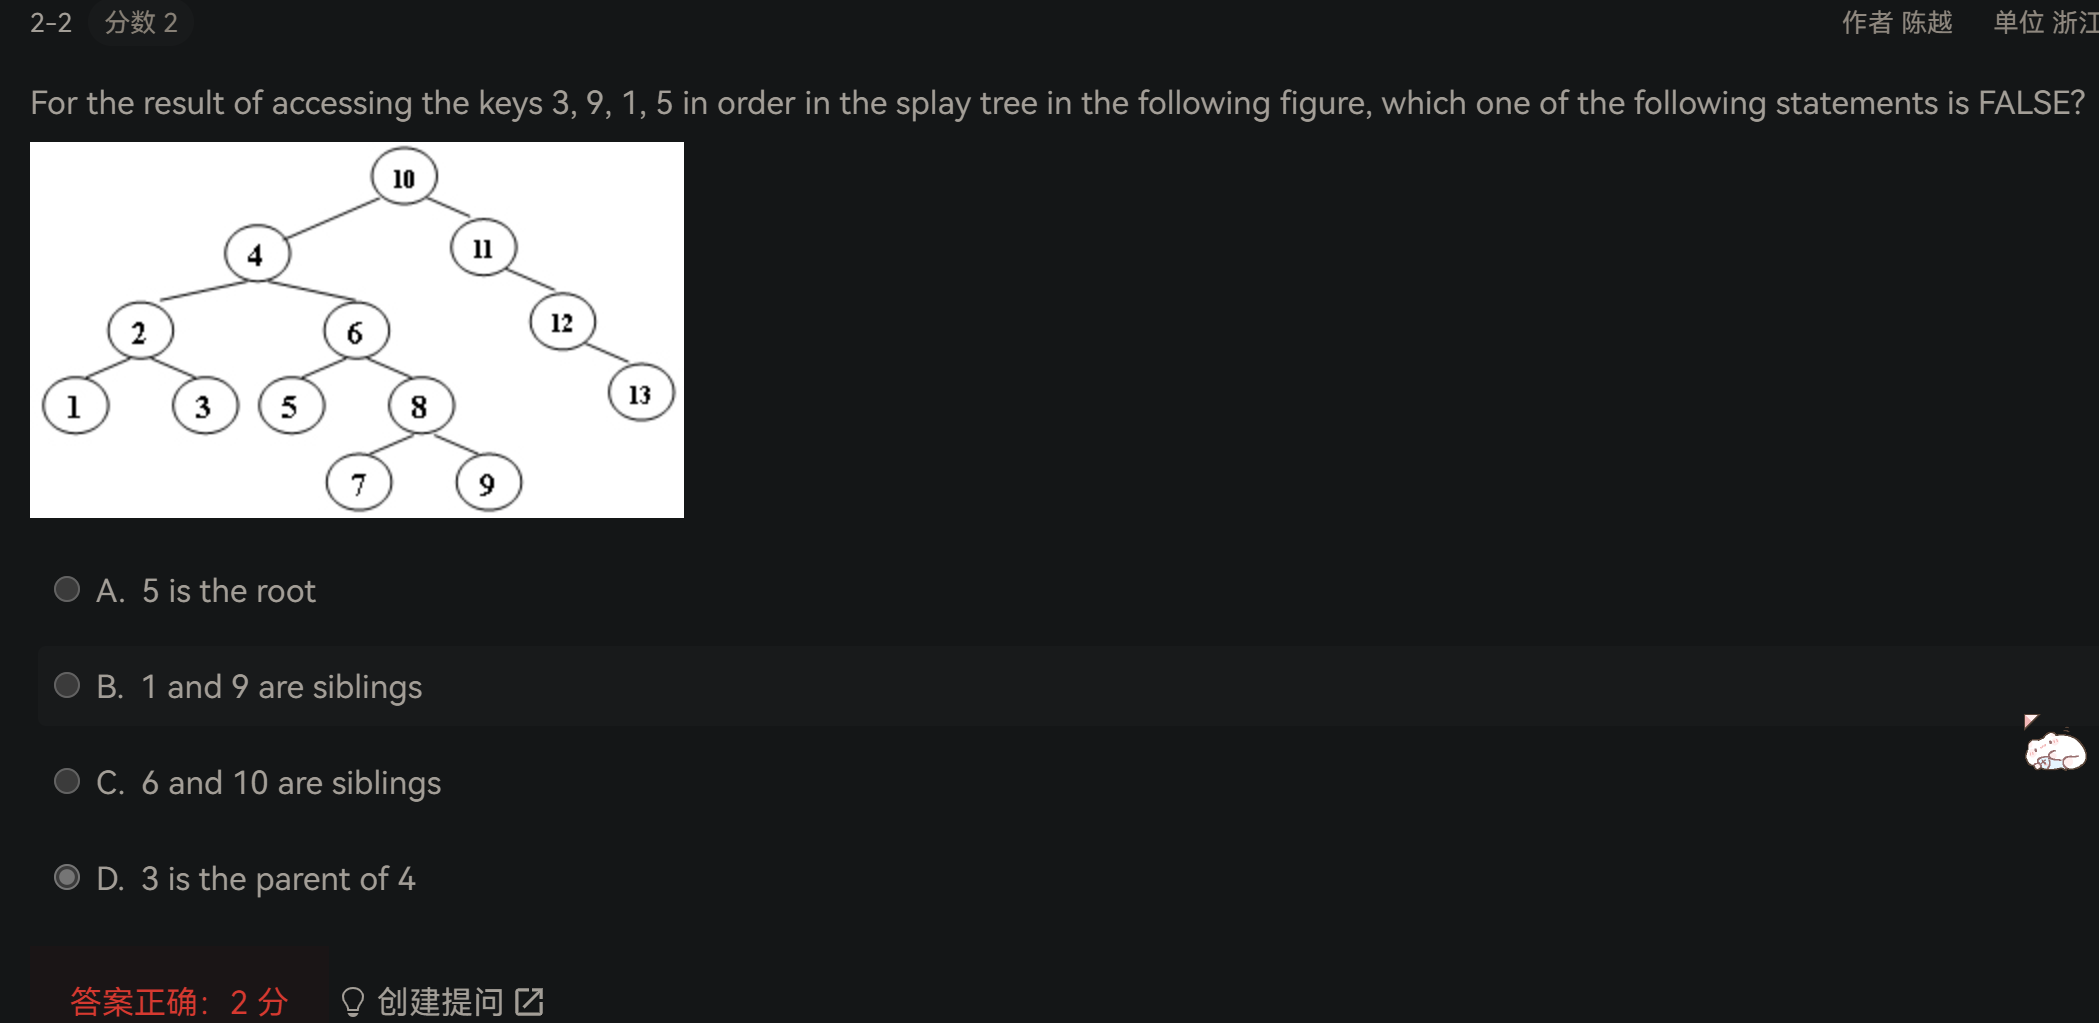 2-2 分数 2 作者 陈越 单位 浙江
For the result of accessing the keys 3, 9, 1, 5 in order in the splay tree in the following figure, which one of the following statements is FALSE?
10
4 11
2 6 12
1 3 5 8 13
7 9
A. 5 is the root
B. 1 and 9 are siblings
C. 6 and 10 are siblings
D. 3 is the parent of 4
答案正确：2 分 创建提问